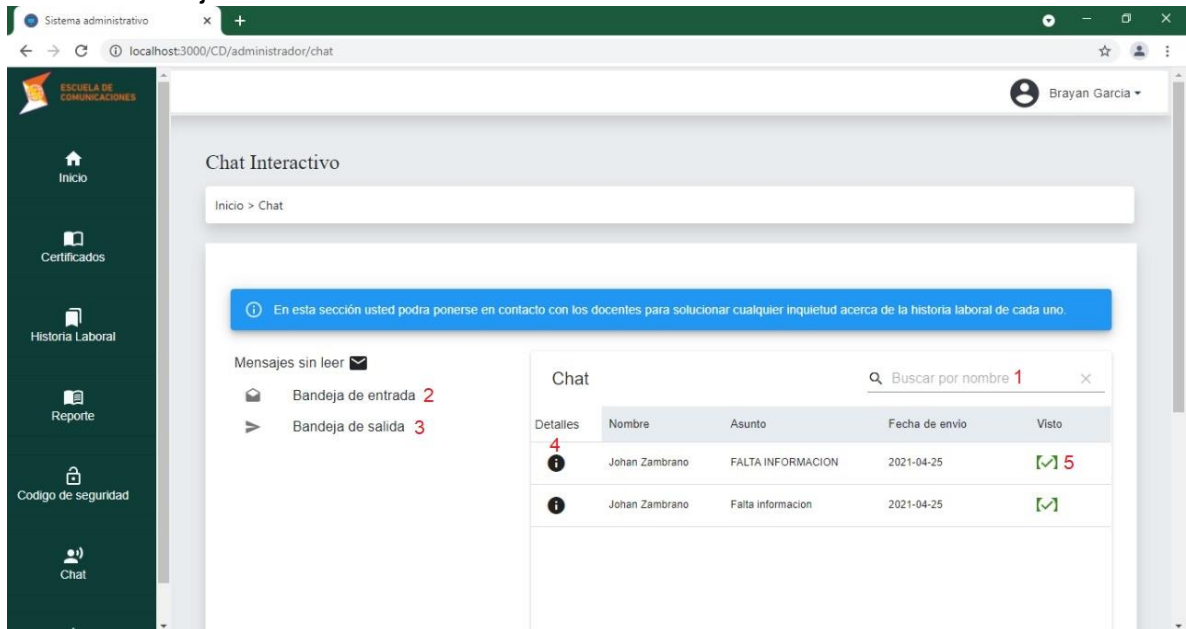 Sistema administrativo
localhost:3000/CD/administrador/chat
ESCUELA DE
COMUNICACIONES
Brayan Garcia
Inicio
Certificados
Historia Laboral
Reporte
Codigo de seguridad
Chat
Chat Interactivo
Inicio > Chat
En esta sección usted podra ponerse en contacto con los docentes para solucionar cualquier inquietud acerca de la historia laboral de cada uno.
Mensajes sin leer
Bandeja de entrada 2
Bandeja de salida 3
Chat
Buscar por nombre 1
Detalles Nombre Asunto Fecha de envio Visto
4
Johan Zambrano FALTA INFORMACION 2021-04-25 5
Johan Zambrano Falta informacion 2021-04-25